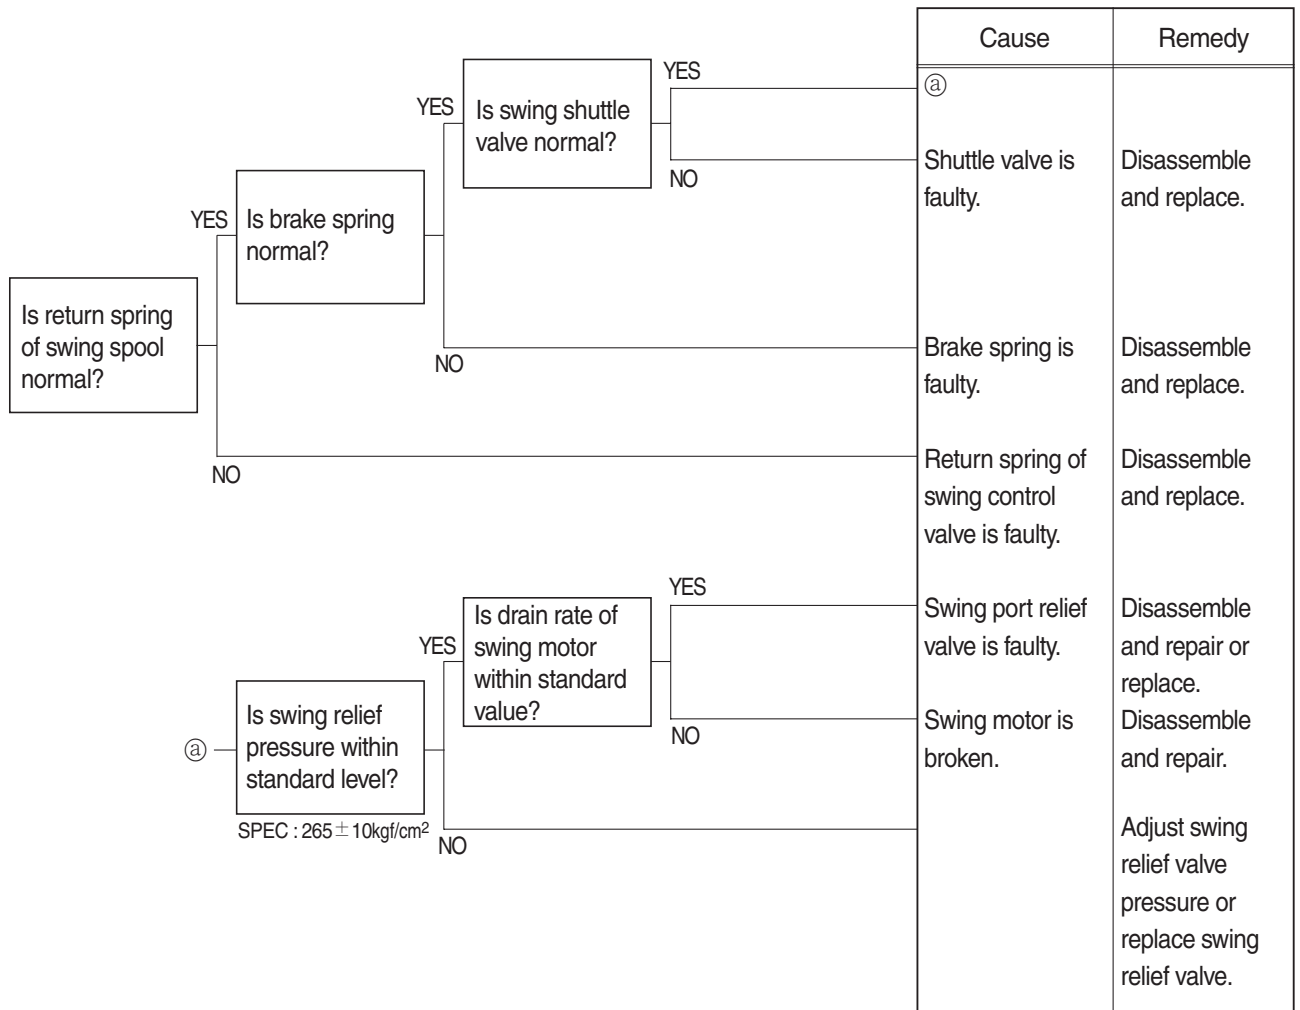 Cause
Remedy
YES
ⓐ
YES
Is swing shuttle
valve normal?
NO
Shuttle valve is
faulty.
Disassemble
and replace.
YES
Is brake spring
normal?
Is return spring
of swing spool
normal?
NO
Brake spring is
faulty.
Disassemble
and replace.
NO
Return spring of
swing control
valve is faulty.
Disassemble
and replace.
YES
Is drain rate of
swing motor
within standard
value?
YES
Swing port relief
valve is faulty.
Disassemble
and repair or
replace.
ⓐ
Is swing relief
pressure within
standard level?
SPEC : 265±10kgf/cm²
NO
Swing motor is
broken.
Disassemble
and repair.
NO
Adjust swing
relief valve
pressure or
replace swing
relief valve.